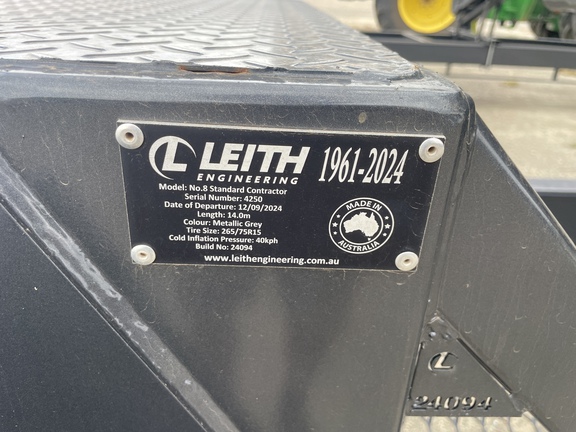 LEITH
ENGINEERING
1961-2024
Model: No.8 Standard Contractor
Serial Number: 4250
Date of Departure: 12/09/2024
Length: 14.0m
Colour: Metallic Grey
Tire Size: 265/75R15
Cold Inflation Pressure: 40kph
Build No: 24094
MADE IN
AUSTRALIA
www.leithengineering.com.au
L
24094